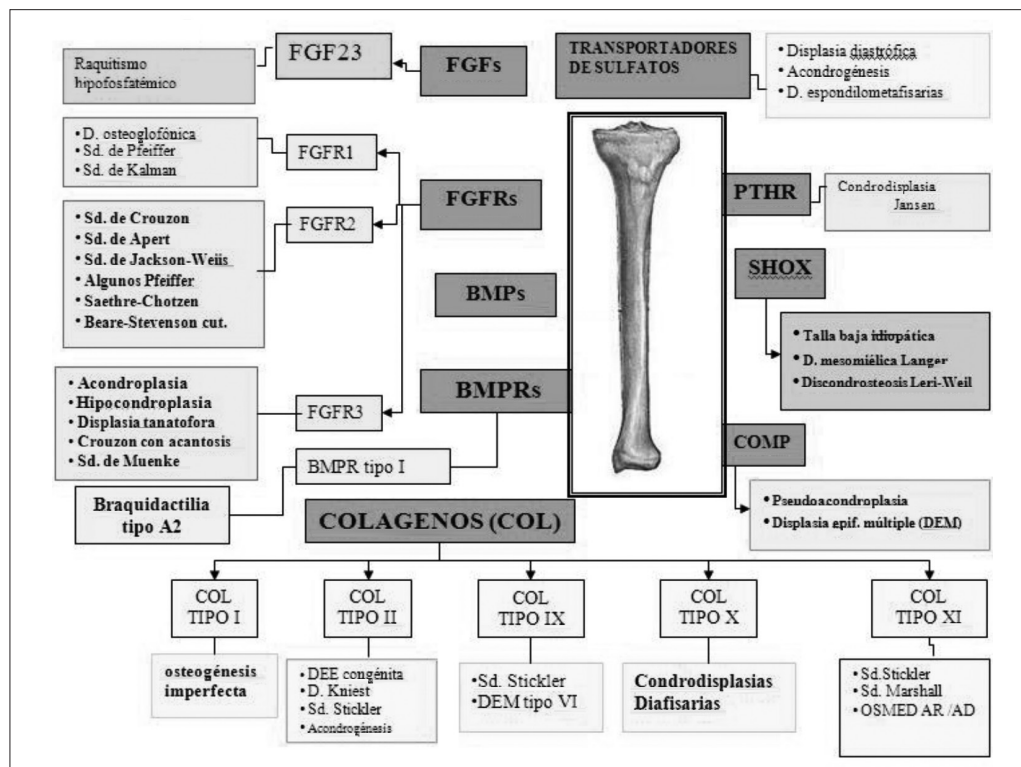 FGF23
FGFs
Raquitismo
hipofosfatémico
TRANSPORTADORES
DE SULFATOS
• Displasia diastrófica
• Acondrogénesis
• D. espondilometafisarias
• D. osteoglofónica
• Sd. de Pfeiffer
• Sd. de Kalman
FGFR1
FGFRs
FGFR2
• Sd. de Crouzon
• Sd. de Apert
• Sd. de Jackson-Weiis
• Algunos Pfeiffer
• Saethre-Chotzen
• Beare-Stevenson cut.
PTHR
Condrodisplasia
Jansen
SHOX
BMPs
• Talla baja idiopática
• D. mesomiélica Langer
• Discondrosteosis Leri-Weil
BMPRs
• Acondroplasia
• Hipocondroplasia
• Displasia tanatofora
• Crouzon con acantosis
• Sd. de Muenke
FGFR3
COMP
BMPR tipo I
Braquidactilia
tipo A2
• Pseudoacondroplasia
• Displasia epif. múltiple (DEM)
COLAGENOS (COL)
COL
TIPO I
COL
TIPO II
COL
TIPO IX
COL
TIPO X
COL
TIPO XI
osteogénesis
imperfecta
• DEE congénita
• D. Kniest
• Sd. Stickler
• Acondrogénesis
• Sd. Stickler
• DEM tipo VI
Condrodisplasias
Diafisarias
• Sd.Stickler
• Sd. Marshall
• OSMED AR /AD